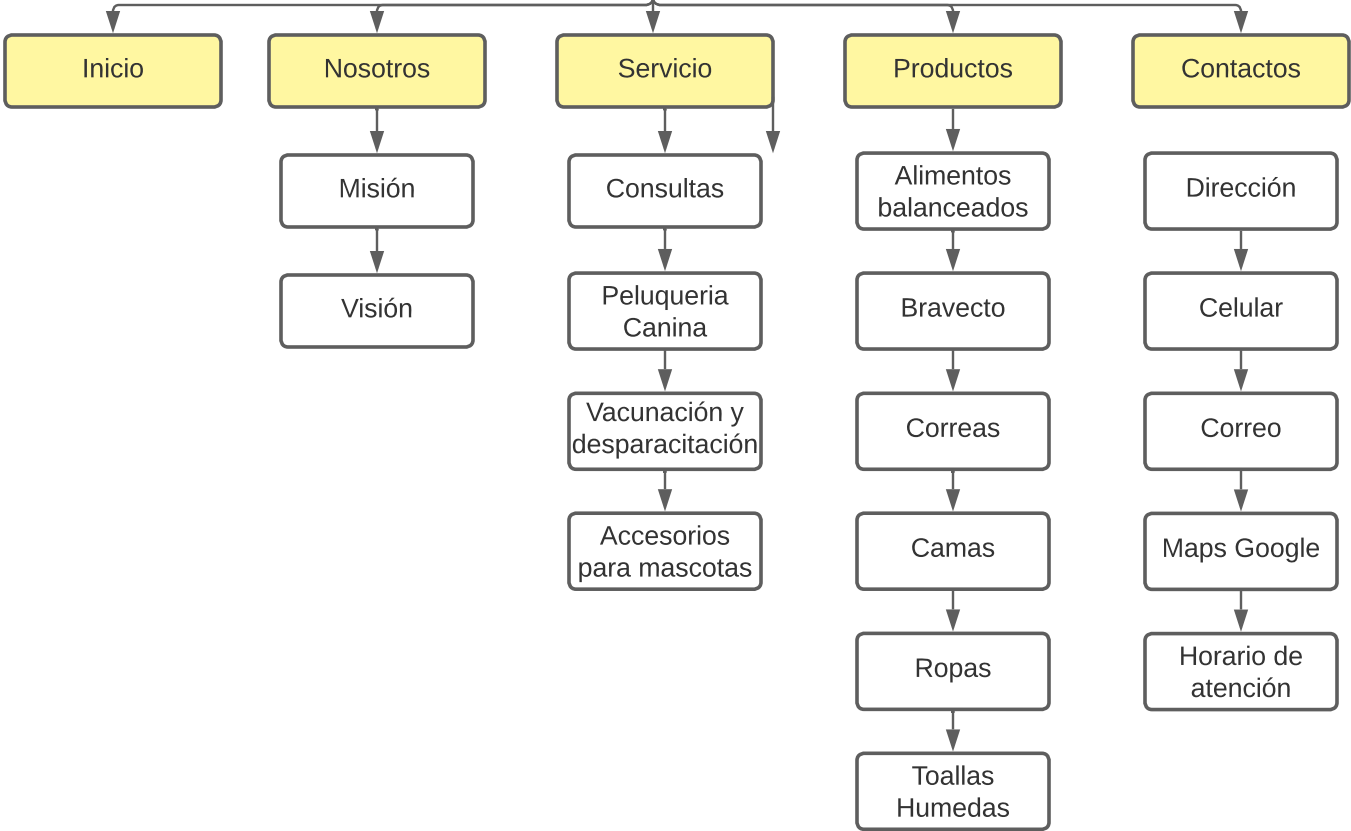 Inicio
Nosotros
Servicio
Productos
Contactos
Misión
Visión
Consultas
Peluqueria
Canina
Vacunación y
desparacitación
Accesorios
para mascotas
Alimentos
balanceados
Bravecto
Correas
Camas
Ropas
Toallas
Humedas
Dirección
Celular
Correo
Maps Google
Horario de
atención